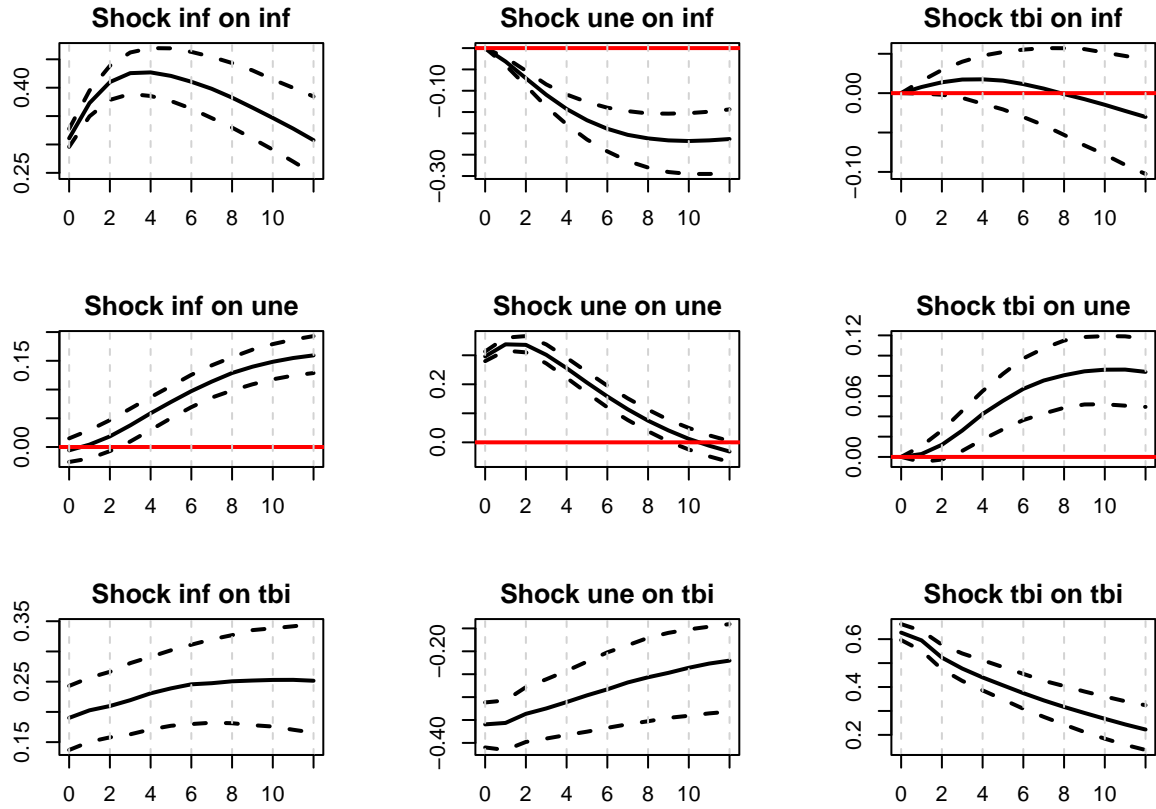 Shock inf on inf
0.25
0.40
0 2 4 6 8 10
Shock une on inf
−0.30
−0.10
0 2 4 6 8 10
Shock tbi on inf
−0.10
0.00
0 2 4 6 8 10
Shock inf on une
0.00
0.15
0 2 4 6 8 10
Shock une on une
0.0
0.2
0 2 4 6 8 10
Shock tbi on une
0.00
0.06
0.12
0 2 4 6 8 10
Shock inf on tbi
0.15
0.25
0.35
0 2 4 6 8 10
Shock une on tbi
−0.40
−0.20
0 2 4 6 8 10
Shock tbi on tbi
0.2
0.4
0.6
0 2 4 6 8 10